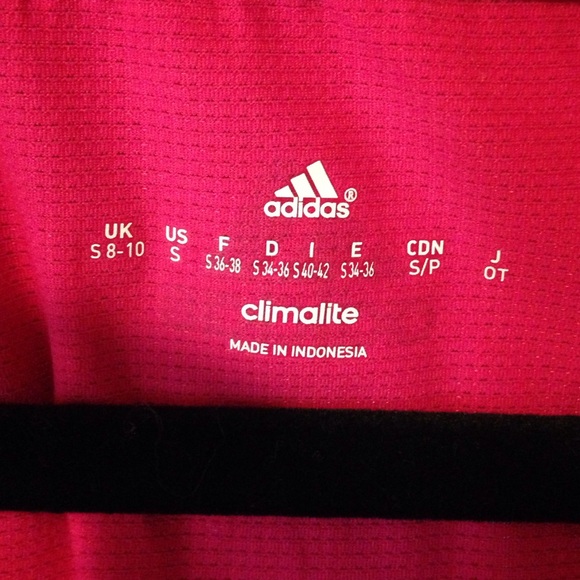 adidas®
UK US F D I E CDN J
S 8-10 S S 36-38 S 34-36 S 40-42 S 34-36 S/P OT
climalite
MADE IN INDONESIA